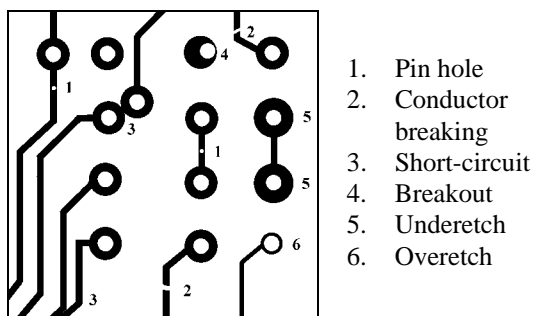 2
4
1
3
5
1
5
6
2
3
1. Pin hole
2. Conductor
breaking
3. Short-circuit
4. Breakout
5. Underetch
6. Overetch